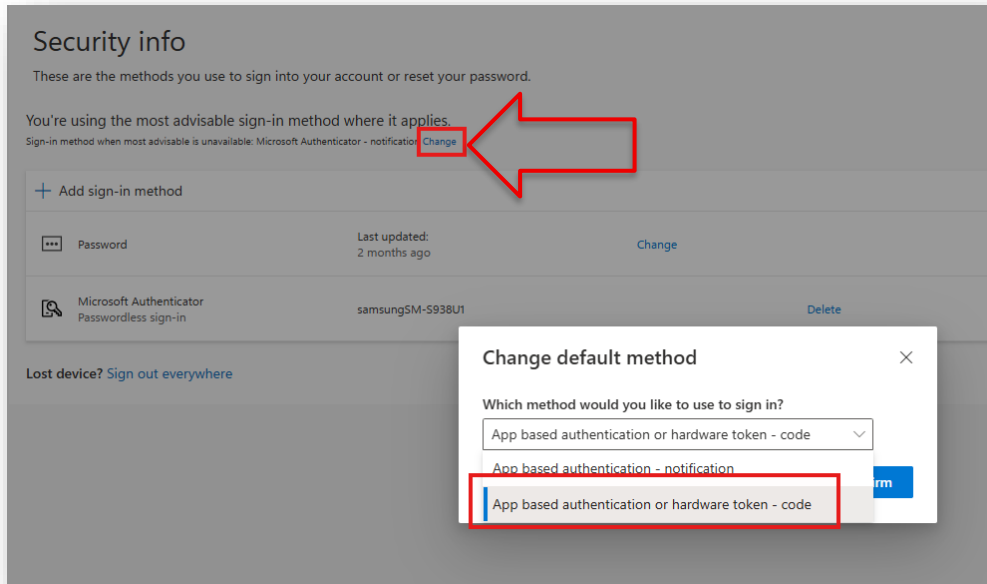 Security info
These are the methods you use to sign into your account or reset your password.
You're using the most advisable sign-in method where it applies.
Sign-in method when most advisable is unavailable: Microsoft Authenticator - notification Change
+ Add sign-in method
Password
Last updated:
2 months ago
Change
Microsoft Authenticator
Passwordless sign-in
samsungSM-S938U1
Delete
Lost device? Sign out everywhere
Change default method
Which method would you like to use to sign in?
App based authentication or hardware token - code
App based authentication - notification
App based authentication or hardware token - code